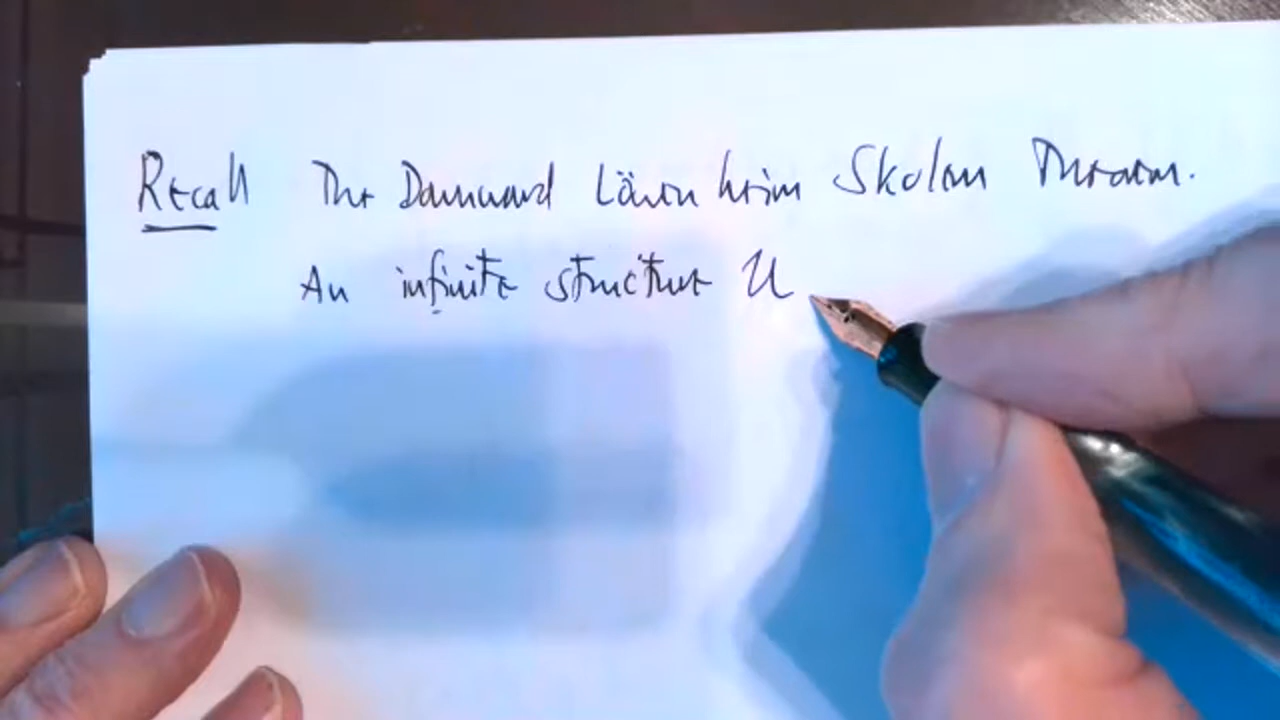 Recall The Downward Löwenheim Skolem Theorem.
An infinite structure U